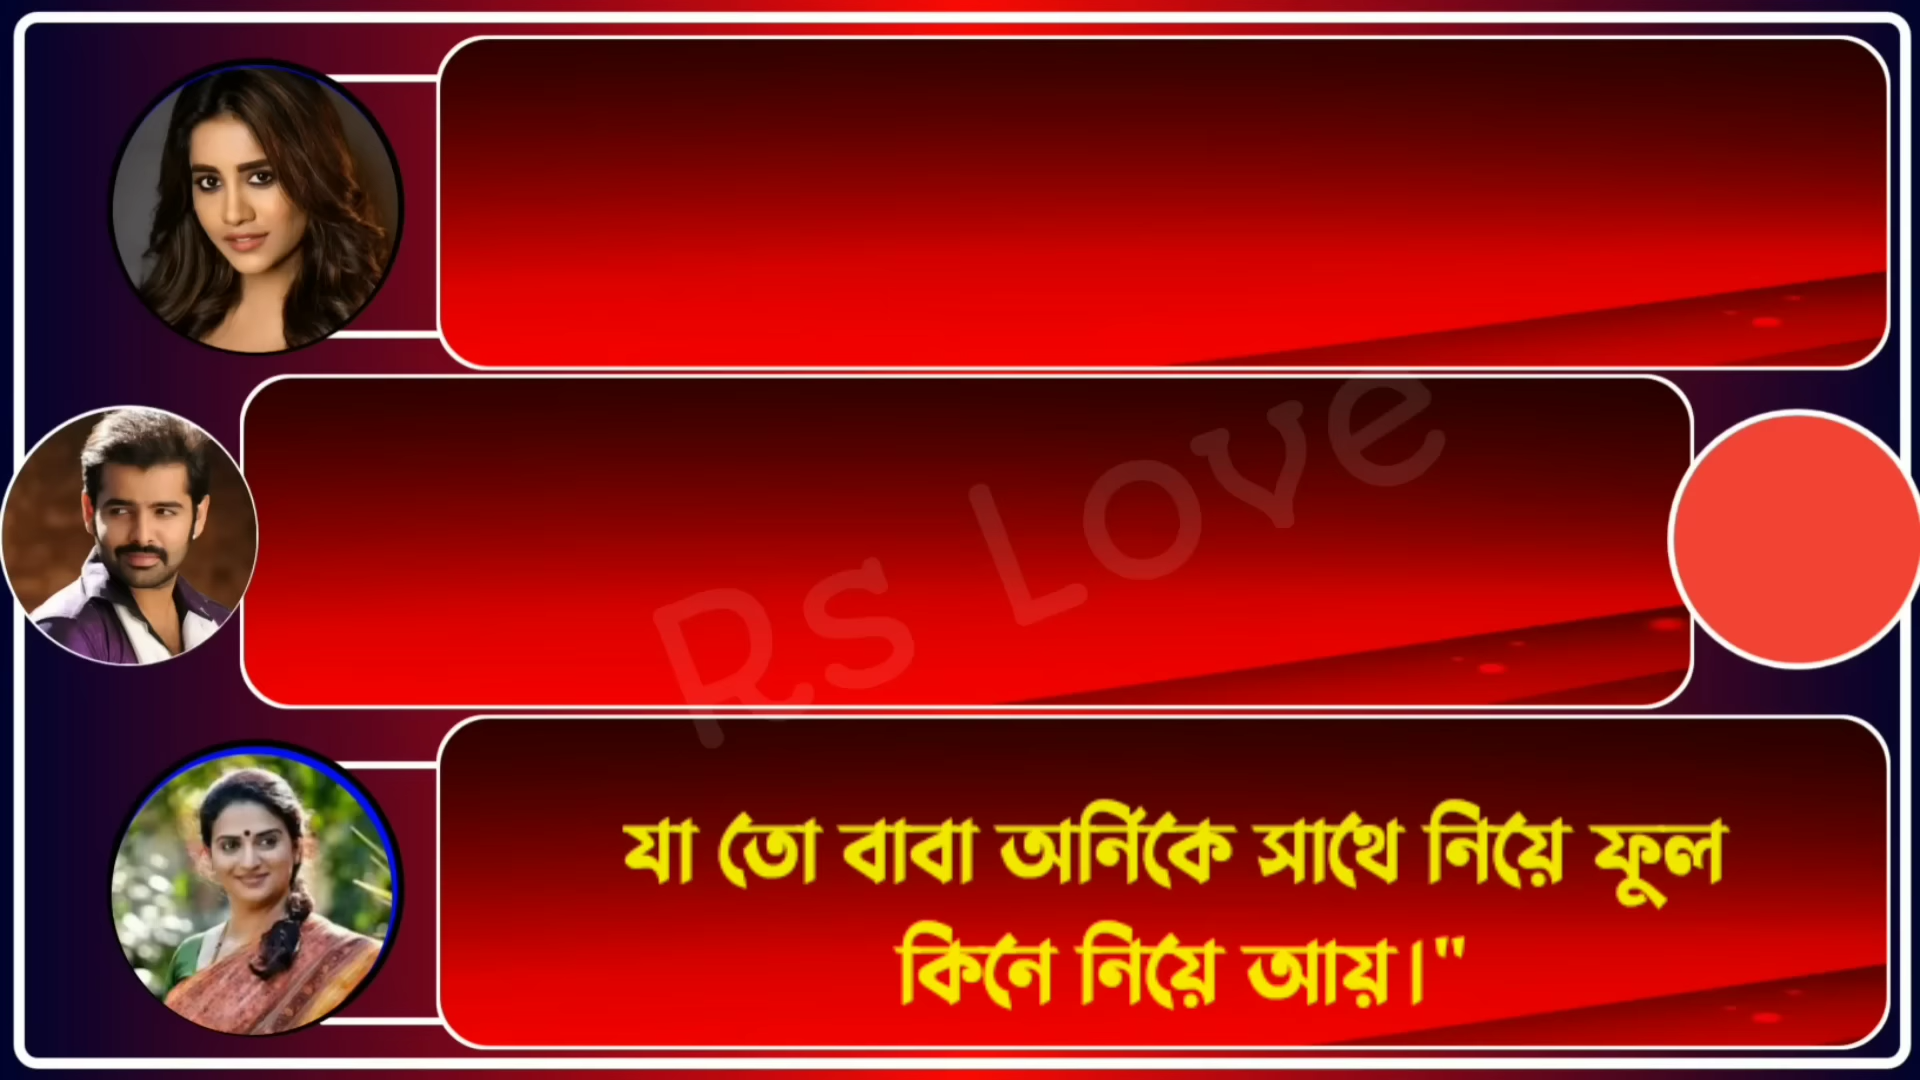 Rs Love
যা তো বাবা অর্নিকে সাথে নিয়ে ফুল
কিনে নিয়ে আয়।"